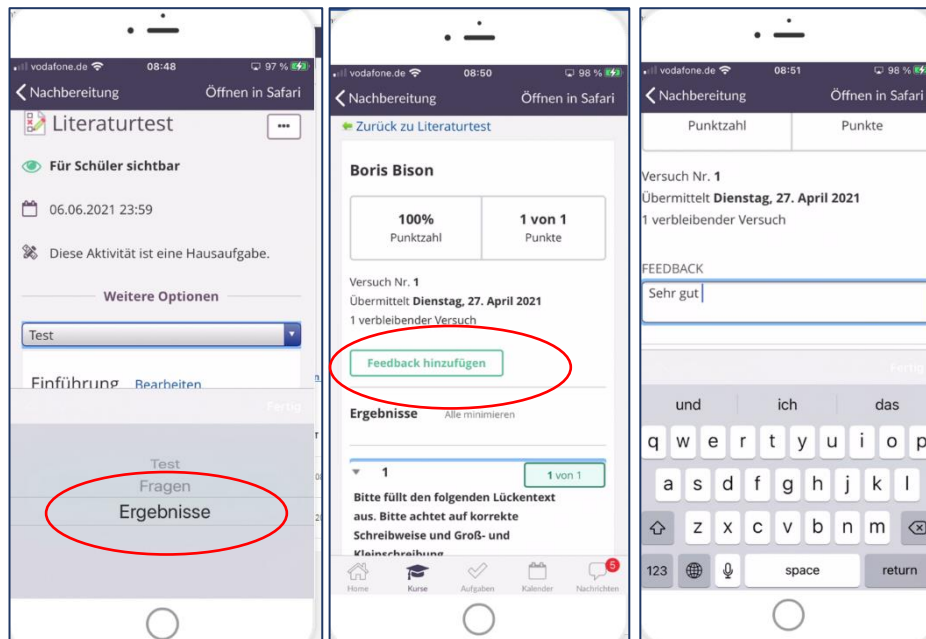 vodafone.de 08:48 97 %
Nachbereitung Öffnen in Safari
Literaturtest
Für Schüler sichtbar
06.06.2021 23:59
Diese Aktivität ist eine Hausaufgabe.
Weitere Optionen
Test
Einführung Bearbeiten
Fertig
Test
Fragen
Ergebnisse
vodafone.de 08:50 98 %
Nachbereitung Öffnen in Safari
Zurück zu Literaturtest
Boris Bison
100% 1 von 1
Punktzahl Punkte
Versuch Nr. 1
Übermittelt Dienstag, 27. April 2021
1 verbleibender Versuch
Feedback hinzufügen
Ergebnisse Alle minimieren
1 1 von 1
Bitte füllt den folgenden Lückentext
aus. Bitte achtet auf korrekte
Schreibweise und Groß- und
Kleinschreibung
Home Kurse Aufgaben Kalender Nachrichten 5
vodafone.de 08:51 98 %
Nachbereitung Öffnen in Safari
Punktzahl Punkte
Versuch Nr. 1
Übermittelt Dienstag, 27. April 2021
1 verbleibender Versuch
FEEDBACK
Sehr gut
Fertig
und ich das
q w e r t y u i o p
a s d f g h j k l
z x c v b n m
123 space return